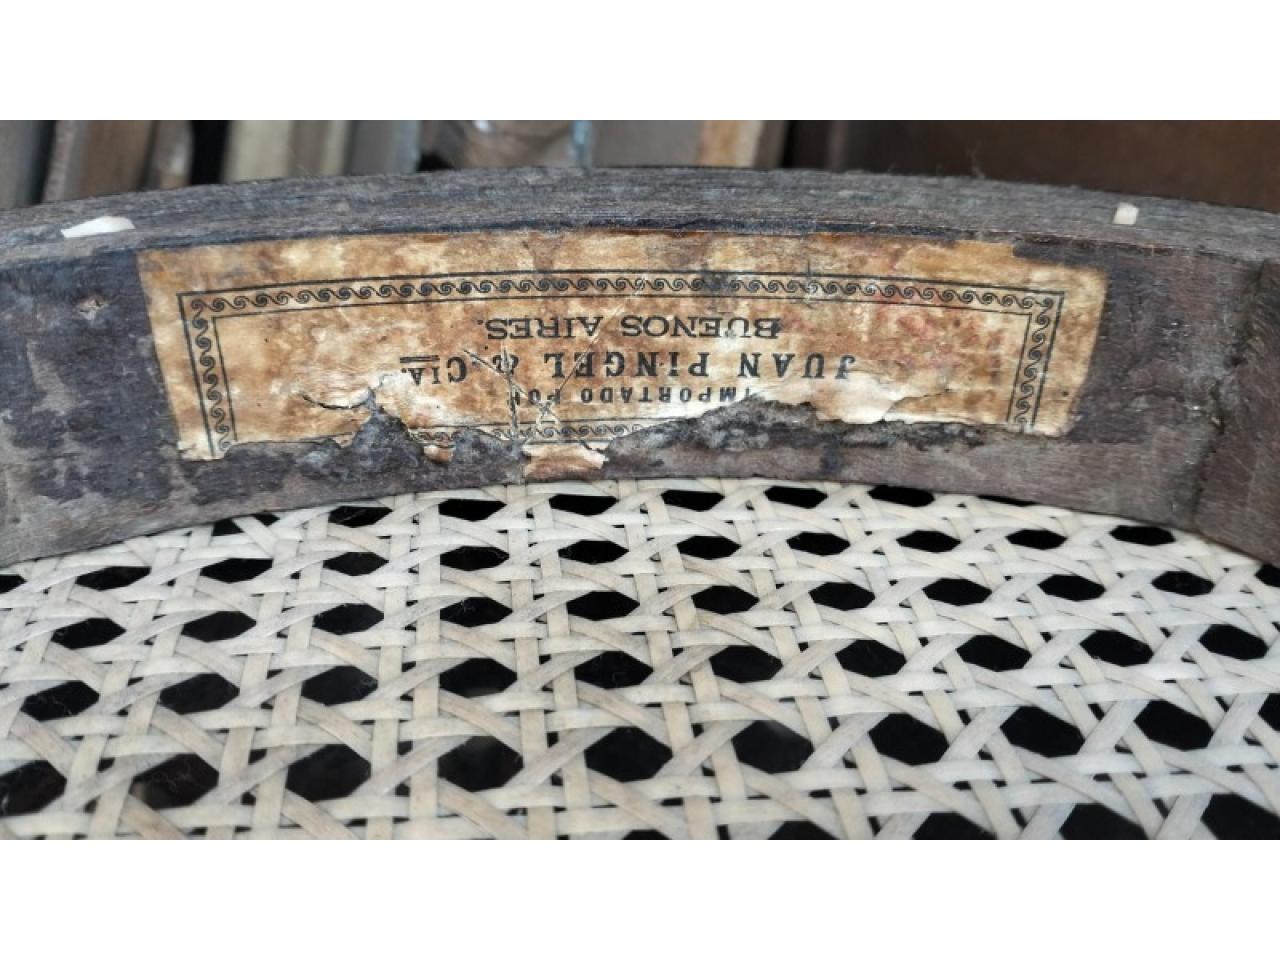 IMPORTADO POR
JUAN PINGEL & CIA.
BUENOS AIRES.